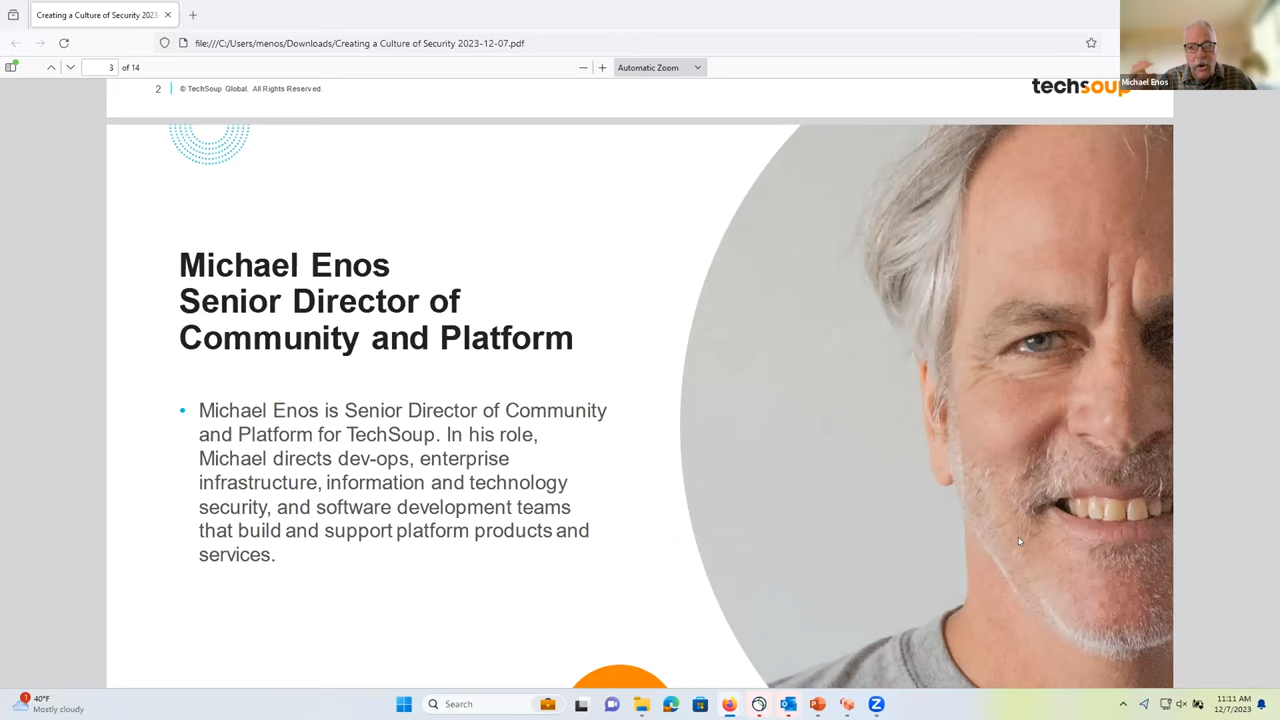 Creating a Culture of Security 2023-
file:///C:/Users/menos/Downloads/Creating a Culture of Security 2023-12-07.pdf
3 of 14
Automatic Zoom
Michael Enos
2 © TechSoup Global. All Rights Reserved.
techsoup
Michael Enos
Senior Director of
Community and Platform
• Michael Enos is Senior Director of Community
and Platform for TechSoup. In his role,
Michael directs dev-ops, enterprise
infrastructure, information and technology
security, and software development teams
that build and support platform products and
services.
1
40°F
Mostly cloudy
Search
11:11 AM
12/7/2023